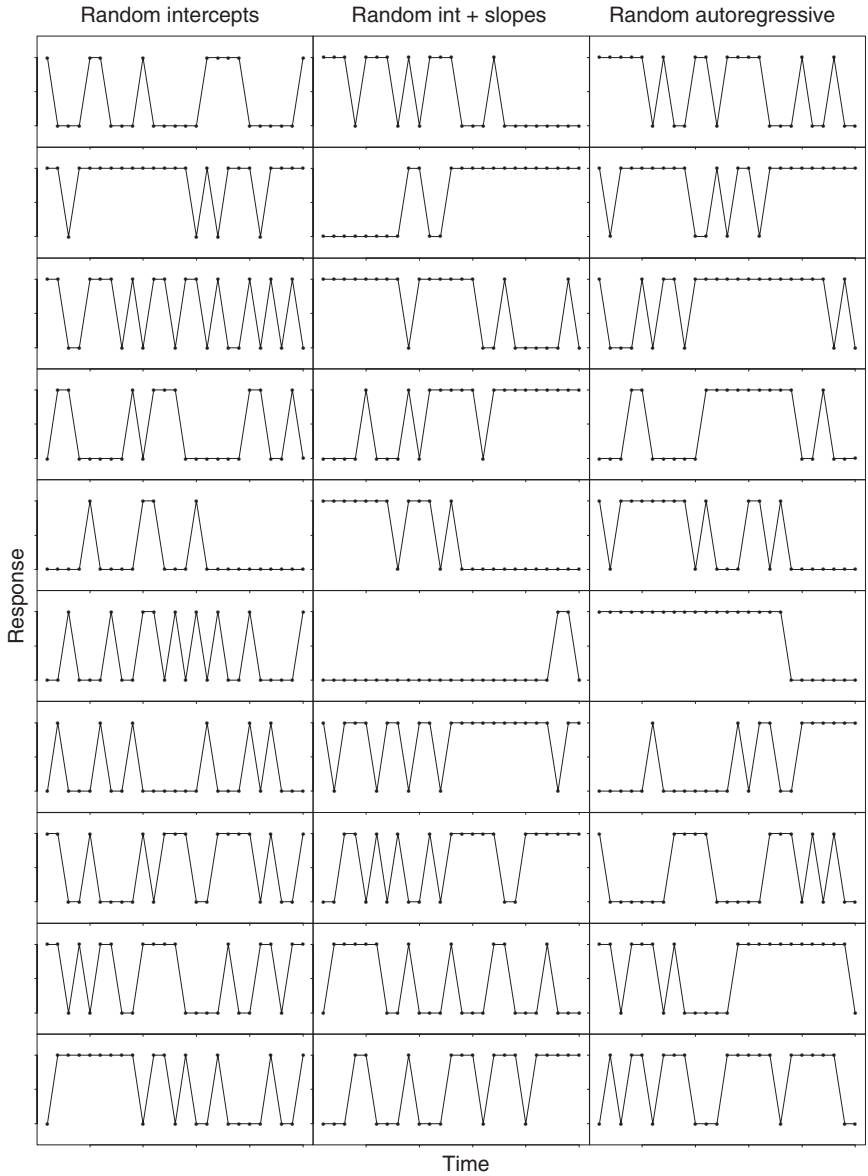 Random intercepts
Random int + slopes
Random autoregressive
Response
Time